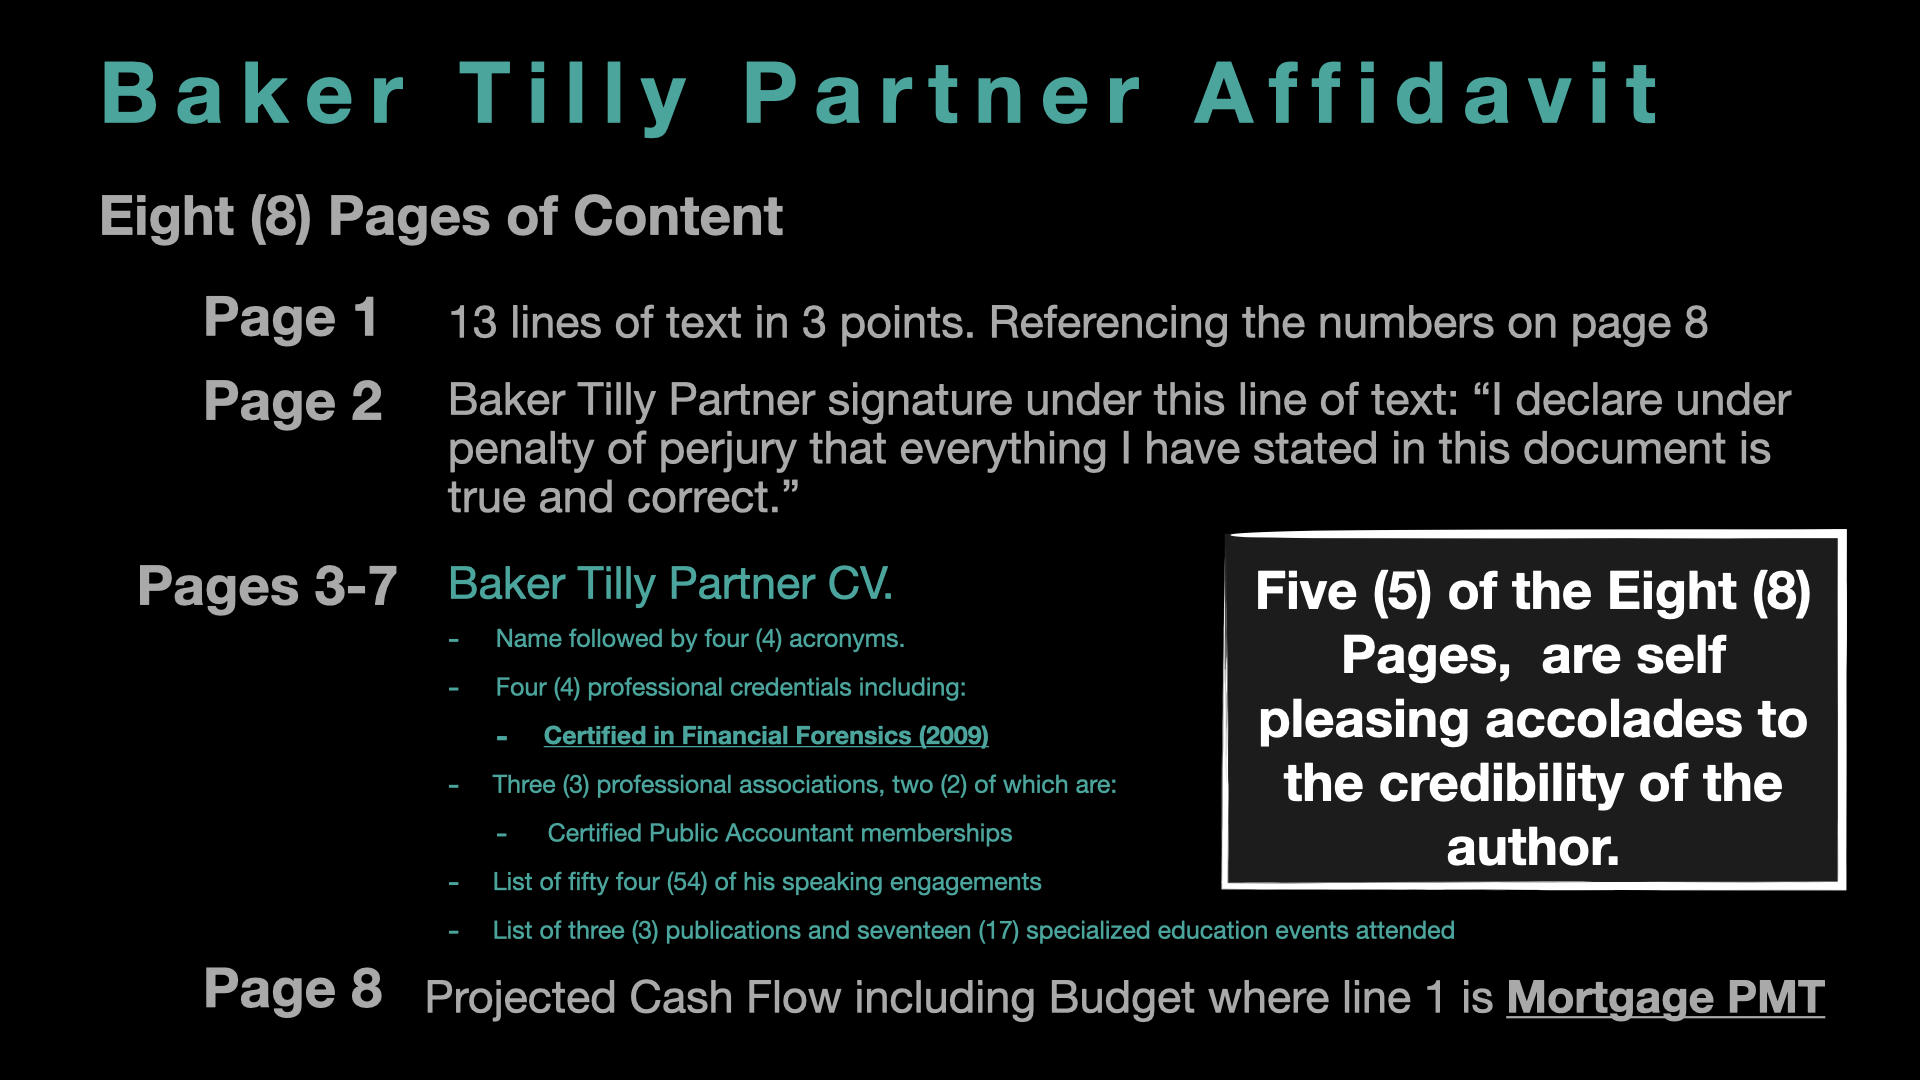 Baker Tilly Partner Affidavit
Eight (8) Pages of Content
Page 1
13 lines of text in 3 points. Referencing the numbers on page 8
Page 2
Baker Tilly Partner signature under this line of text: “I declare under
penalty of perjury that everything I have stated in this document is
true and correct.”
Pages 3-7
Baker Tilly Partner CV.
- Name followed by four (4) acronyms.
- Four (4) professional credentials including:
- Certified in Financial Forensics (2009)
- Three (3) professional associations, two (2) of which are:
- Certified Public Accountant memberships
- List of fifty four (54) of his speaking engagements
- List of three (3) publications and seventeen (17) specialized education events attended
Five (5) of the Eight (8)
Pages,  are self
pleasing accolades to
the credibility of the
author.
Page 8
Projected Cash Flow including Budget where line 1 is Mortgage PMT